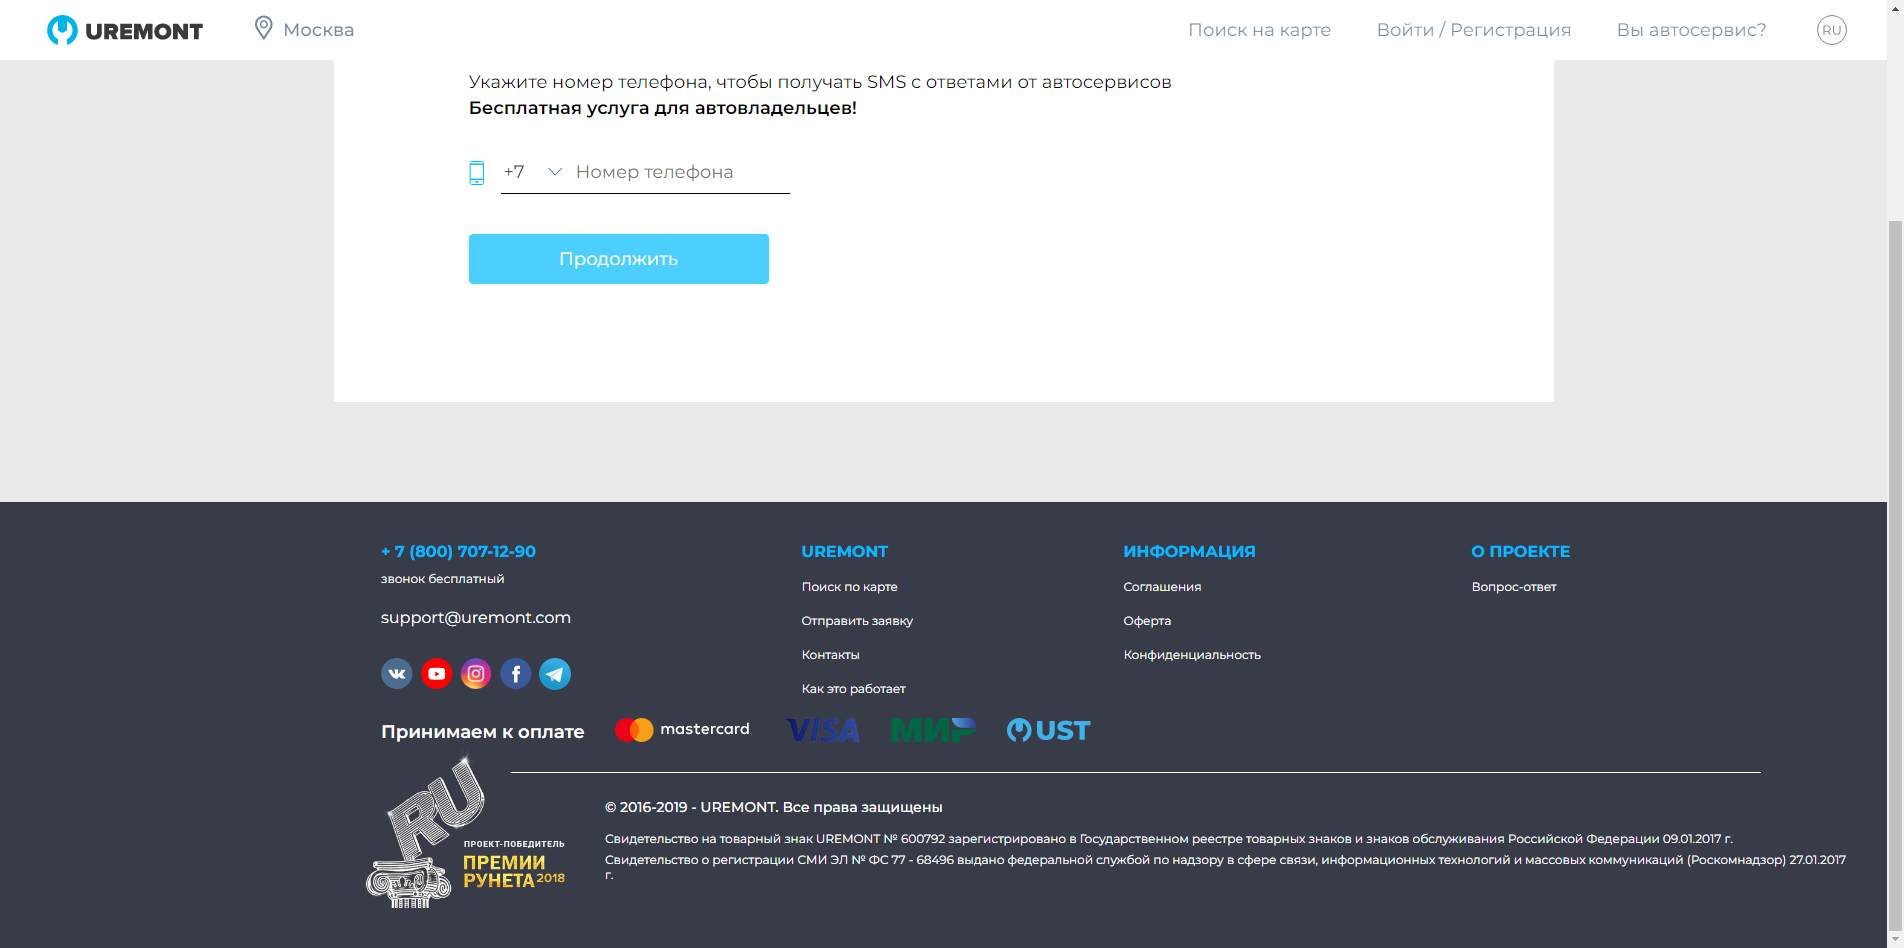 UREMONT
Москва
Поиск на карте
Войти / Регистрация
Вы автосервис?
RU
Укажите номер телефона, чтобы получать SMS с ответами от автосервисов
Бесплатная услуга для автовладельцев!
+7
Номер телефона
Продолжить
+ 7 (800) 707-12-90
звонок бесплатный
support@uremont.com
UREMONT
Поиск по карте
Отправить заявку
Контакты
Как это работает
ИНФОРМАЦИЯ
Соглашения
Оферта
Конфиденциальность
О ПРОЕКТЕ
Вопрос-ответ
Принимаем к оплате
mastercard
VISA
МИР
UST
RU
ПРОЕКТ-ПОБЕДИТЕЛЬ
ПРЕМИИ
РУНЕТА 2018
© 2016-2019 - UREMONT. Все права защищены
Свидетельство на товарный знак UREMONT № 600792 зарегистрировано в Государственном реестре товарных знаков и знаков обслуживания Российской Федерации 09.01.2017 г.
Свидетельство о регистрации СМИ ЭЛ № ФС 77 - 68496 выдано федеральной службой по надзору в сфере связи, информационных технологий и массовых коммуникаций (Роскомнадзор) 27.01.2017
г.